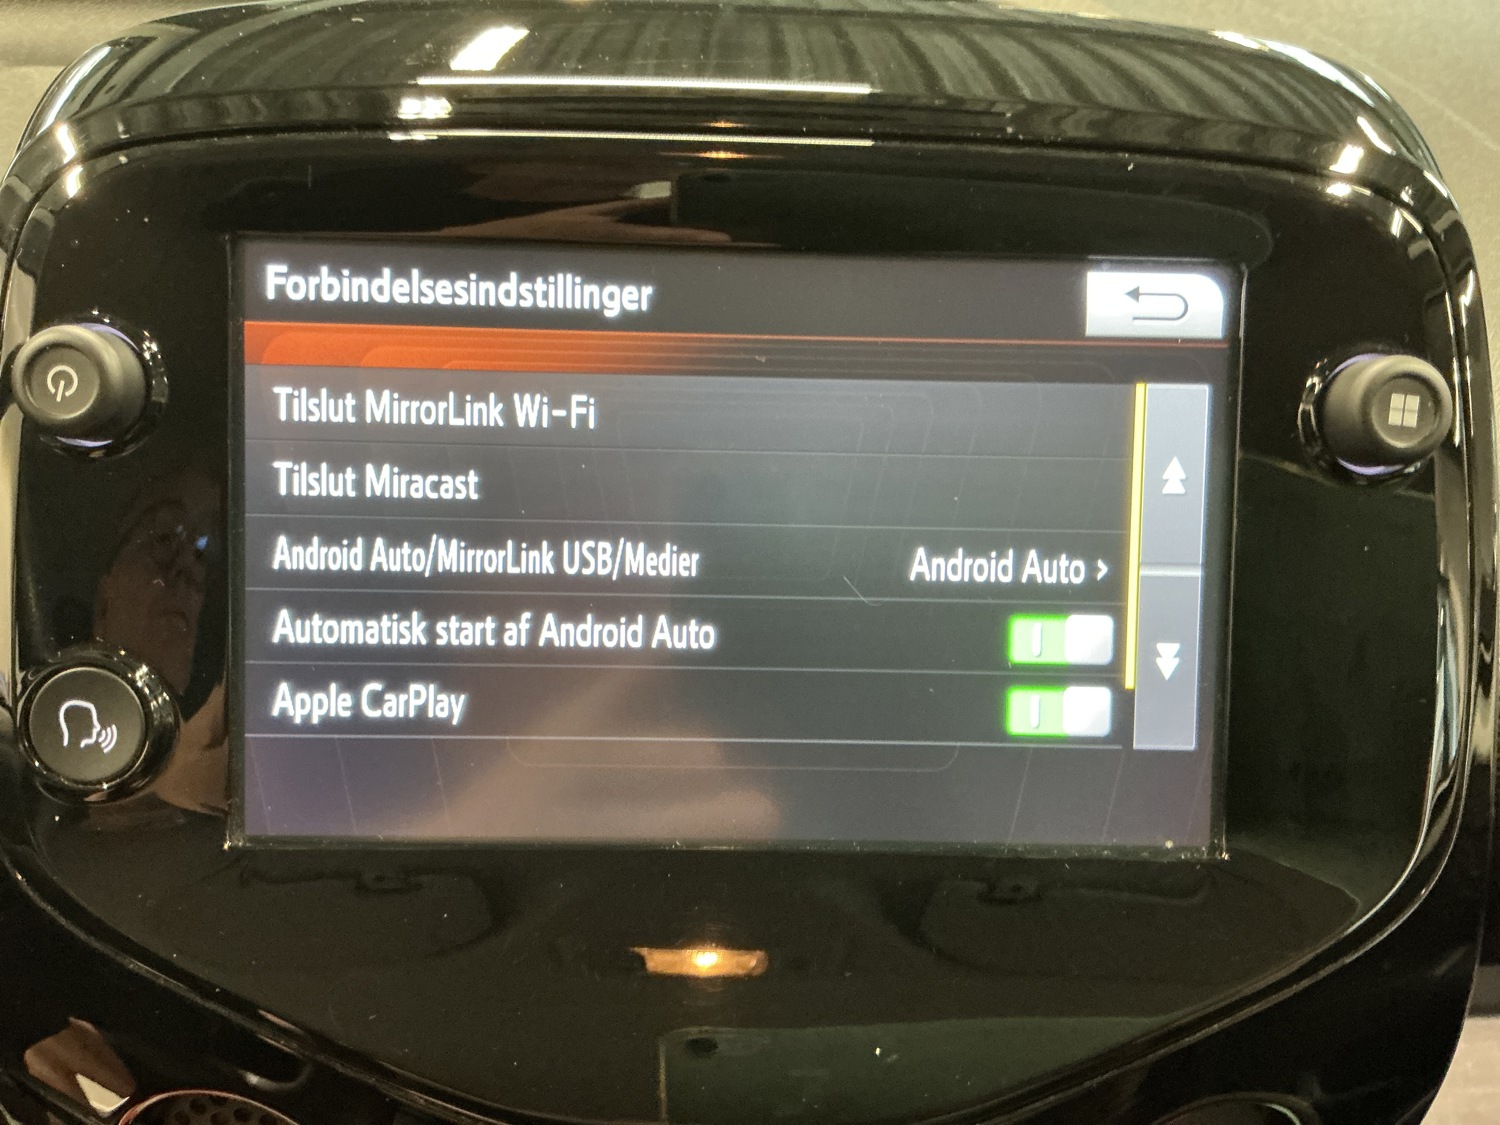 Forbindelsesindstillinger
Tilslut MirrorLink Wi-Fi
Tilslut Miracast
Android Auto/MirrorLink USB/Medier Android Auto >
Automatisk start af Android Auto
Apple CarPlay